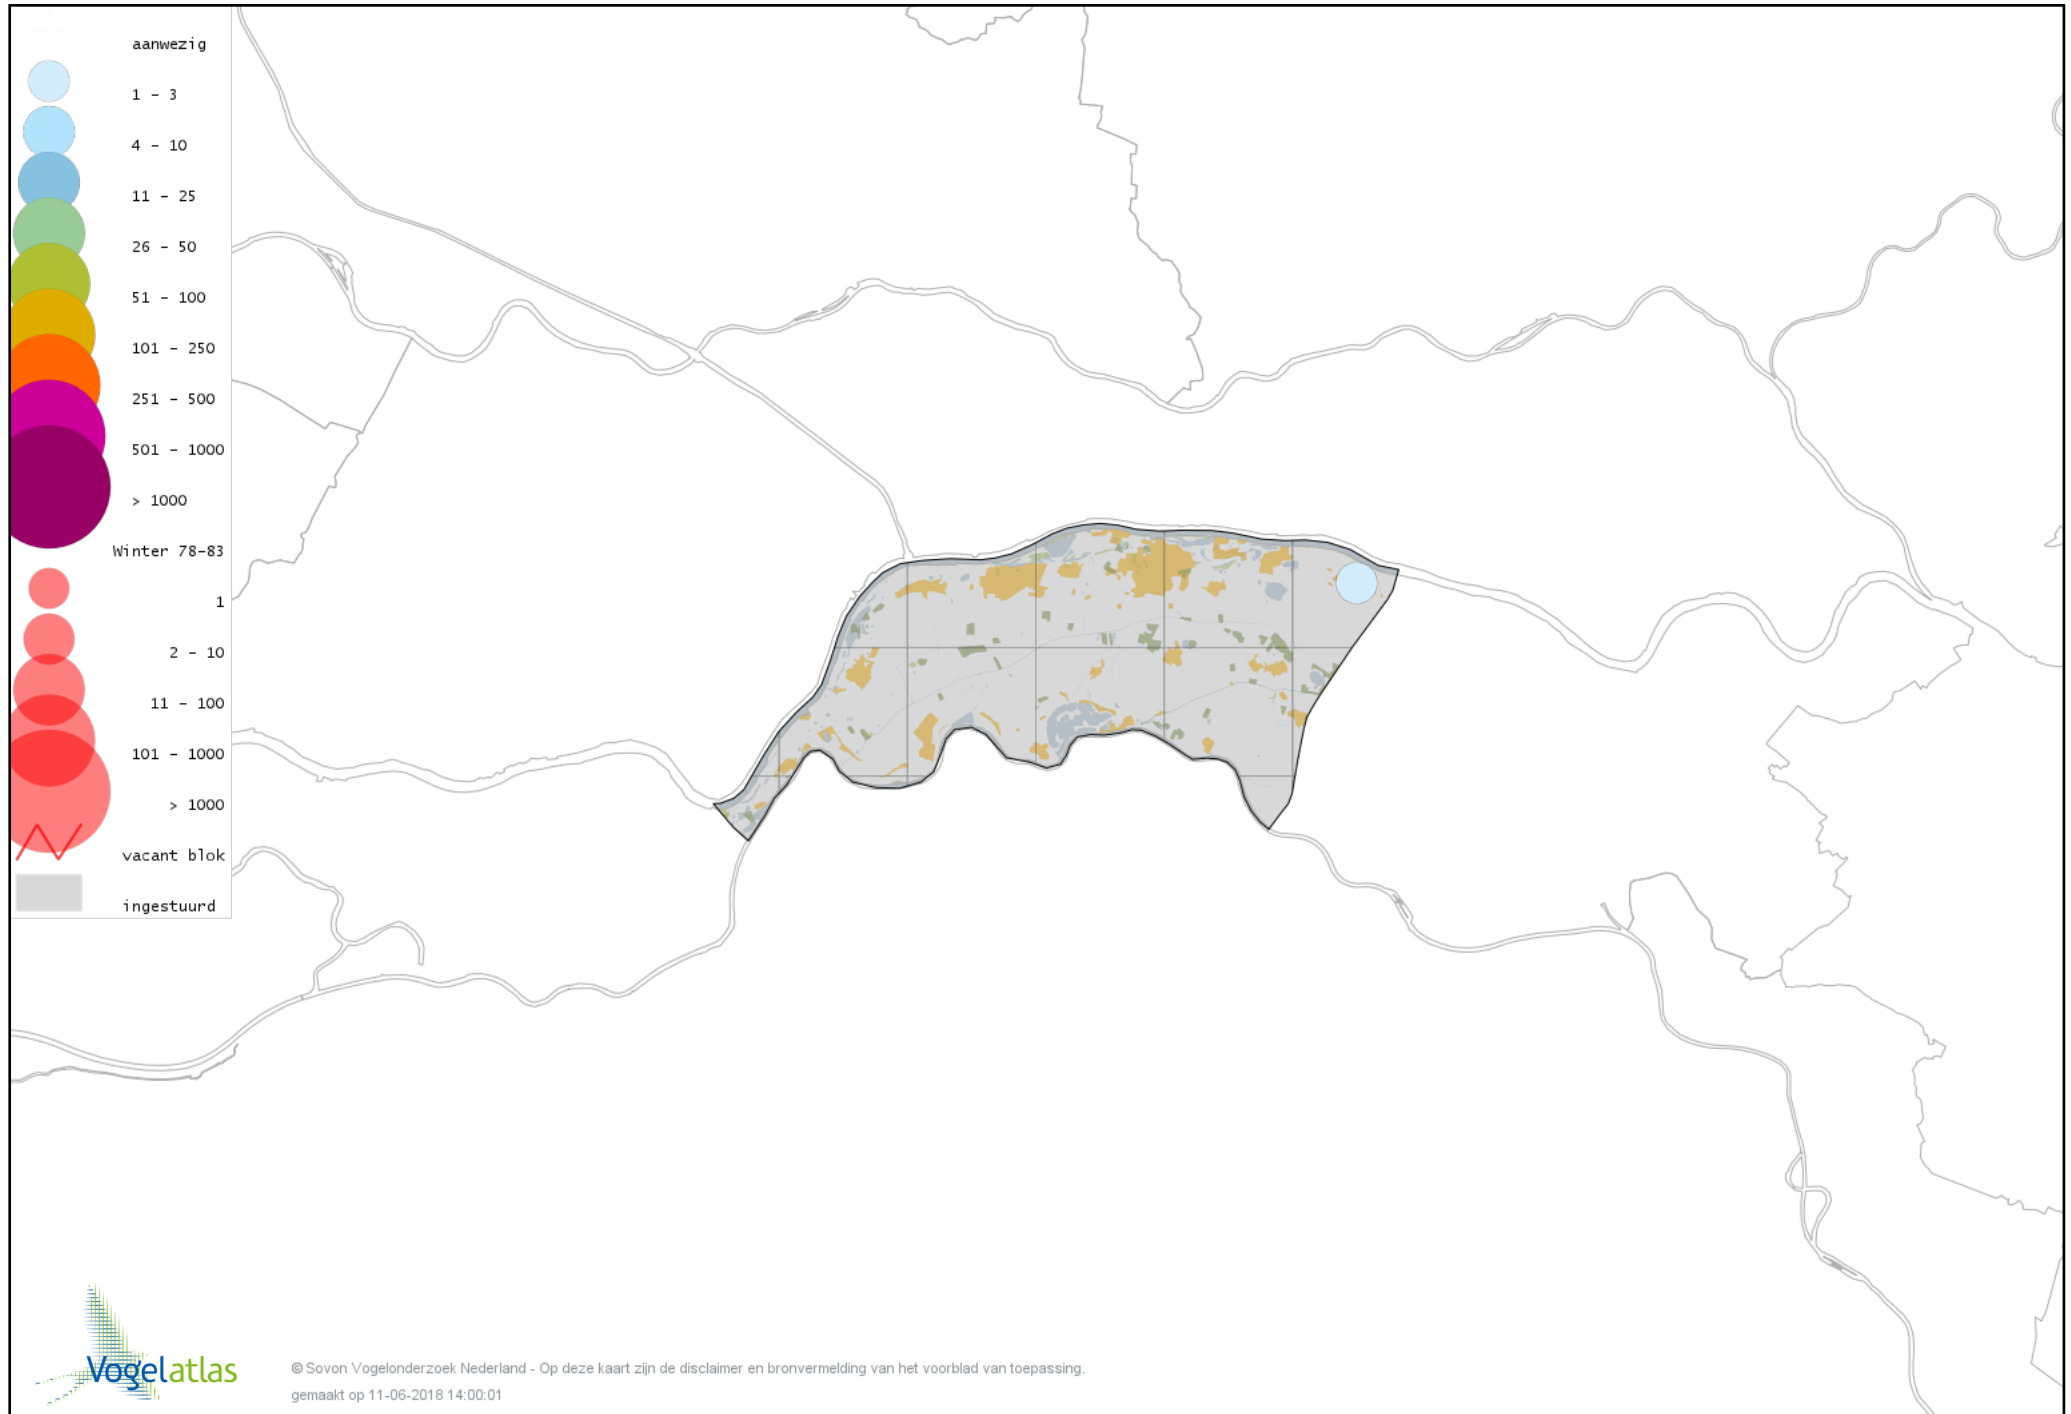 aanwezig
1 - 3
4 - 10
11 - 25
26 - 50
51 - 100
101 - 250
251 - 500
501 - 1000
> 1000
Winter 78-83
1
2 - 10
11 - 100
101 - 1000
> 1000
vacant blok
ingestuurd
Vogelatlas
© Sovon Vogelonderzoek Nederland - Op deze kaart zijn de disclaimer en bronvermelding van het voorblad van toepassing.
gemaakt op 11-06-2018 14:00:01